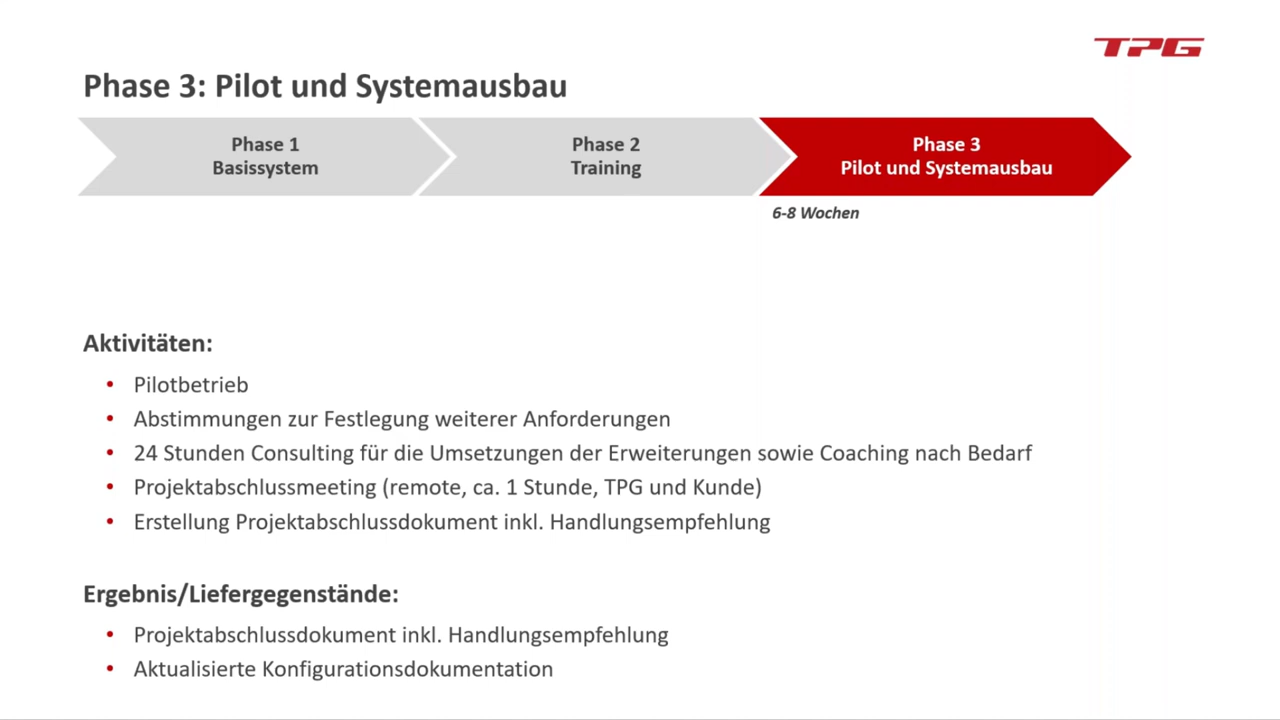 TPG
Phase 3: Pilot und Systemausbau
Phase 1
Basissystem
Phase 2
Training
Phase 3
Pilot und Systemausbau
6-8 Wochen
Aktivitäten:
• Pilotbetrieb
• Abstimmungen zur Festlegung weiterer Anforderungen
• 24 Stunden Consulting für die Umsetzungen der Erweiterungen sowie Coaching nach Bedarf
• Projektabschlussmeeting (remote, ca. 1 Stunde, TPG und Kunde)
• Erstellung Projektabschlussdokument inkl. Handlungsempfehlung
Ergebnis/Liefergegenstände:
• Projektabschlussdokument inkl. Handlungsempfehlung
• Aktualisierte Konfigurationsdokumentation